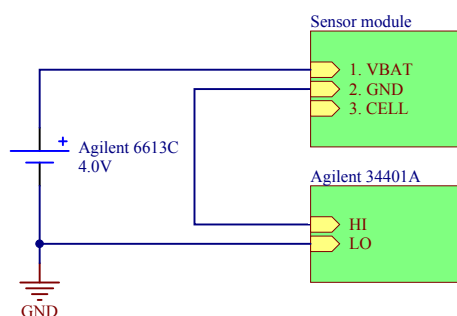 Sensor module
1. VBAT
2. GND
3. CELL
+
Agilent 6613C
4.0V
Agilent 34401A
HI
LO
GND